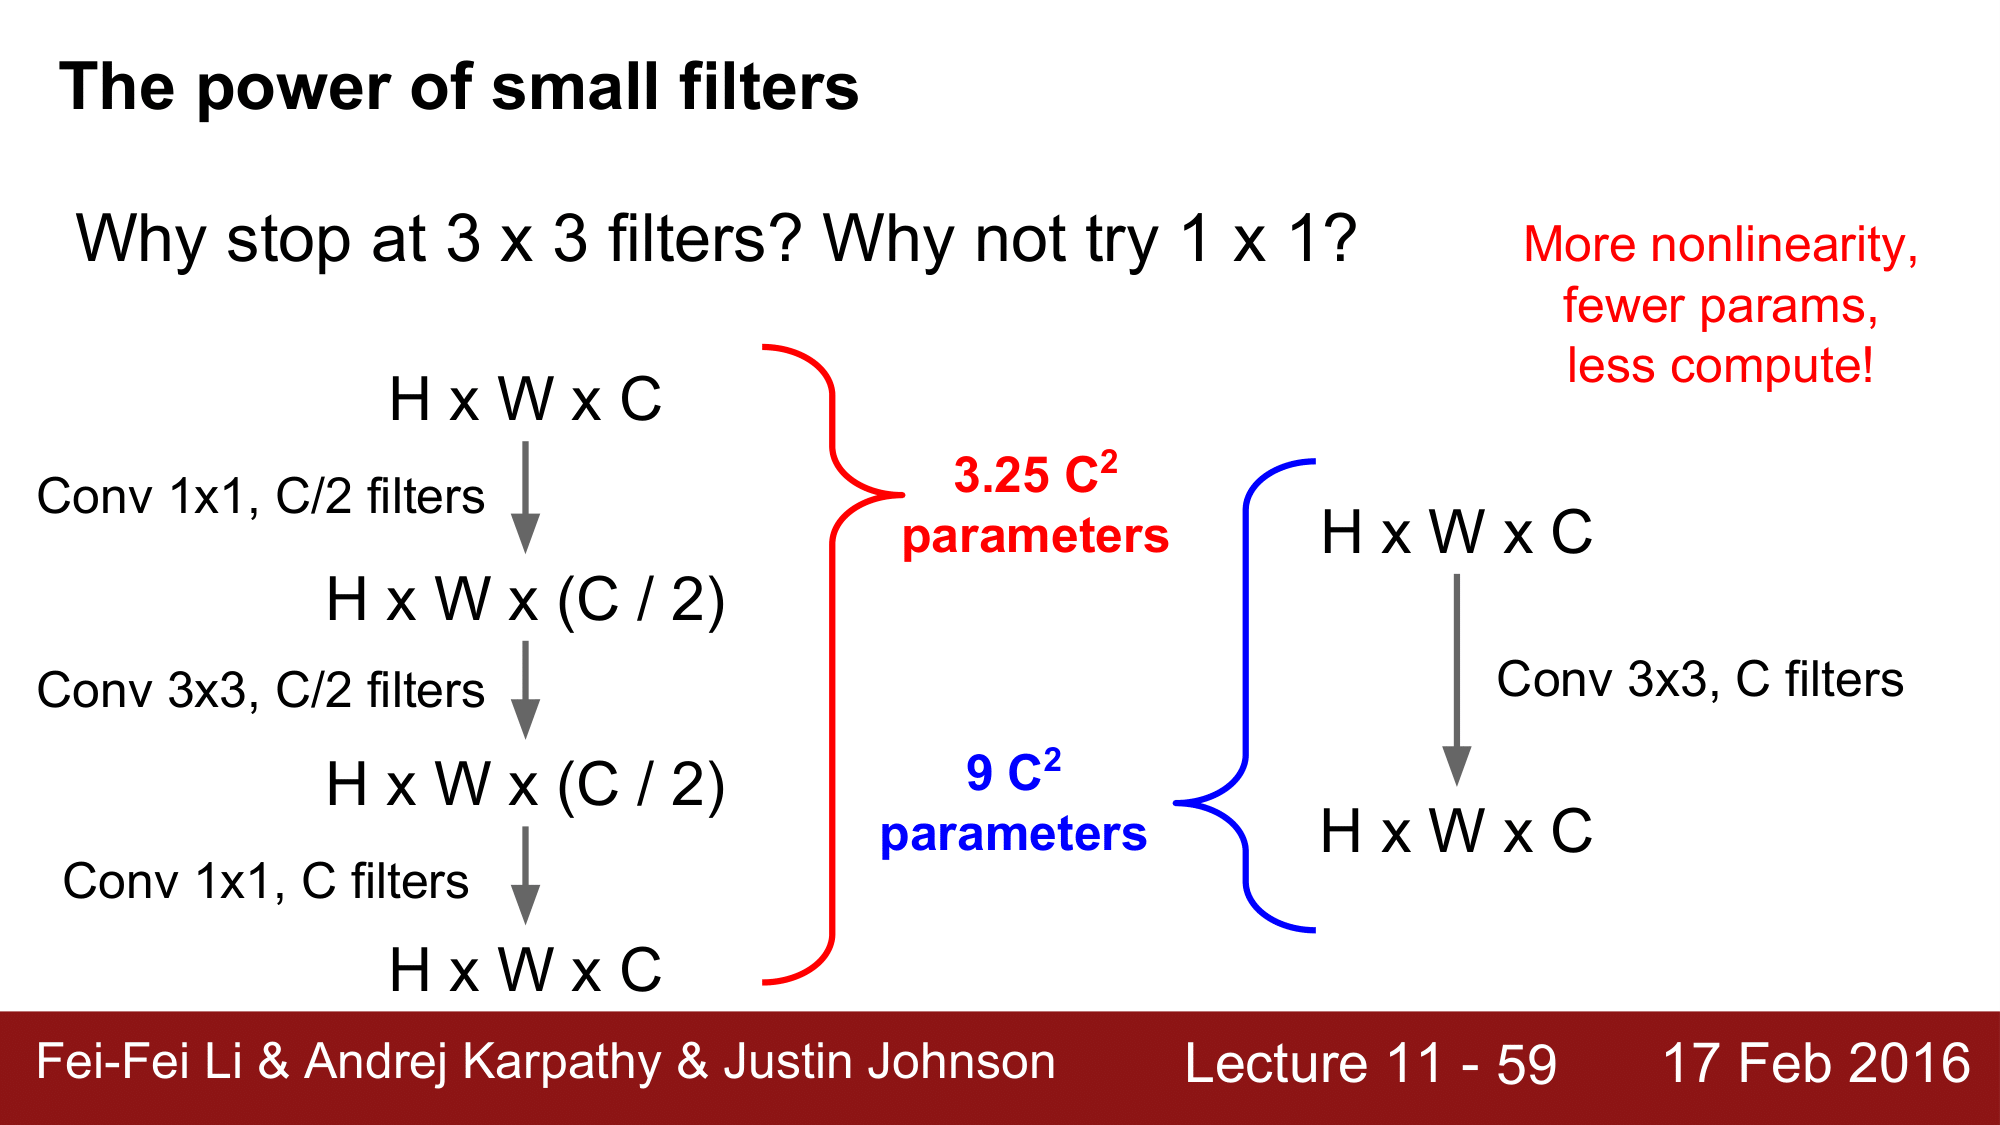 The power of small filters
Why stop at 3 x 3 filters? Why not try 1 x 1?
More nonlinearity,
fewer params,
less compute!
H x W x C
Conv 1x1, C/2 filters
H x W x (C / 2)
Conv 3x3, C/2 filters
H x W x (C / 2)
Conv 1x1, C filters
H x W x C
3.25 C²
parameters
9 C²
parameters
H x W x C
Conv 3x3, C filters
H x W x C
Fei-Fei Li & Andrej Karpathy & Justin Johnson
Lecture 11 - 59
17 Feb 2016